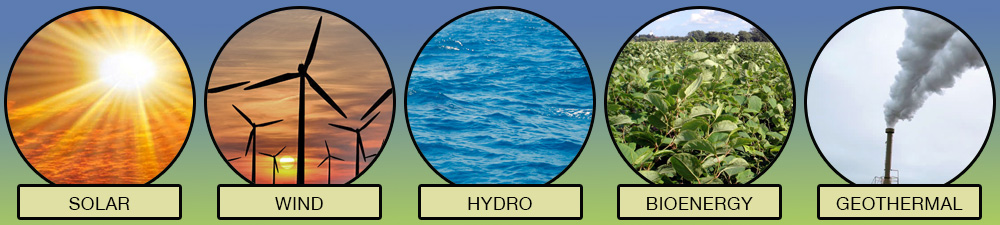 SOLAR
WIND
HYDRO
BIOENERGY
GEOTHERMAL